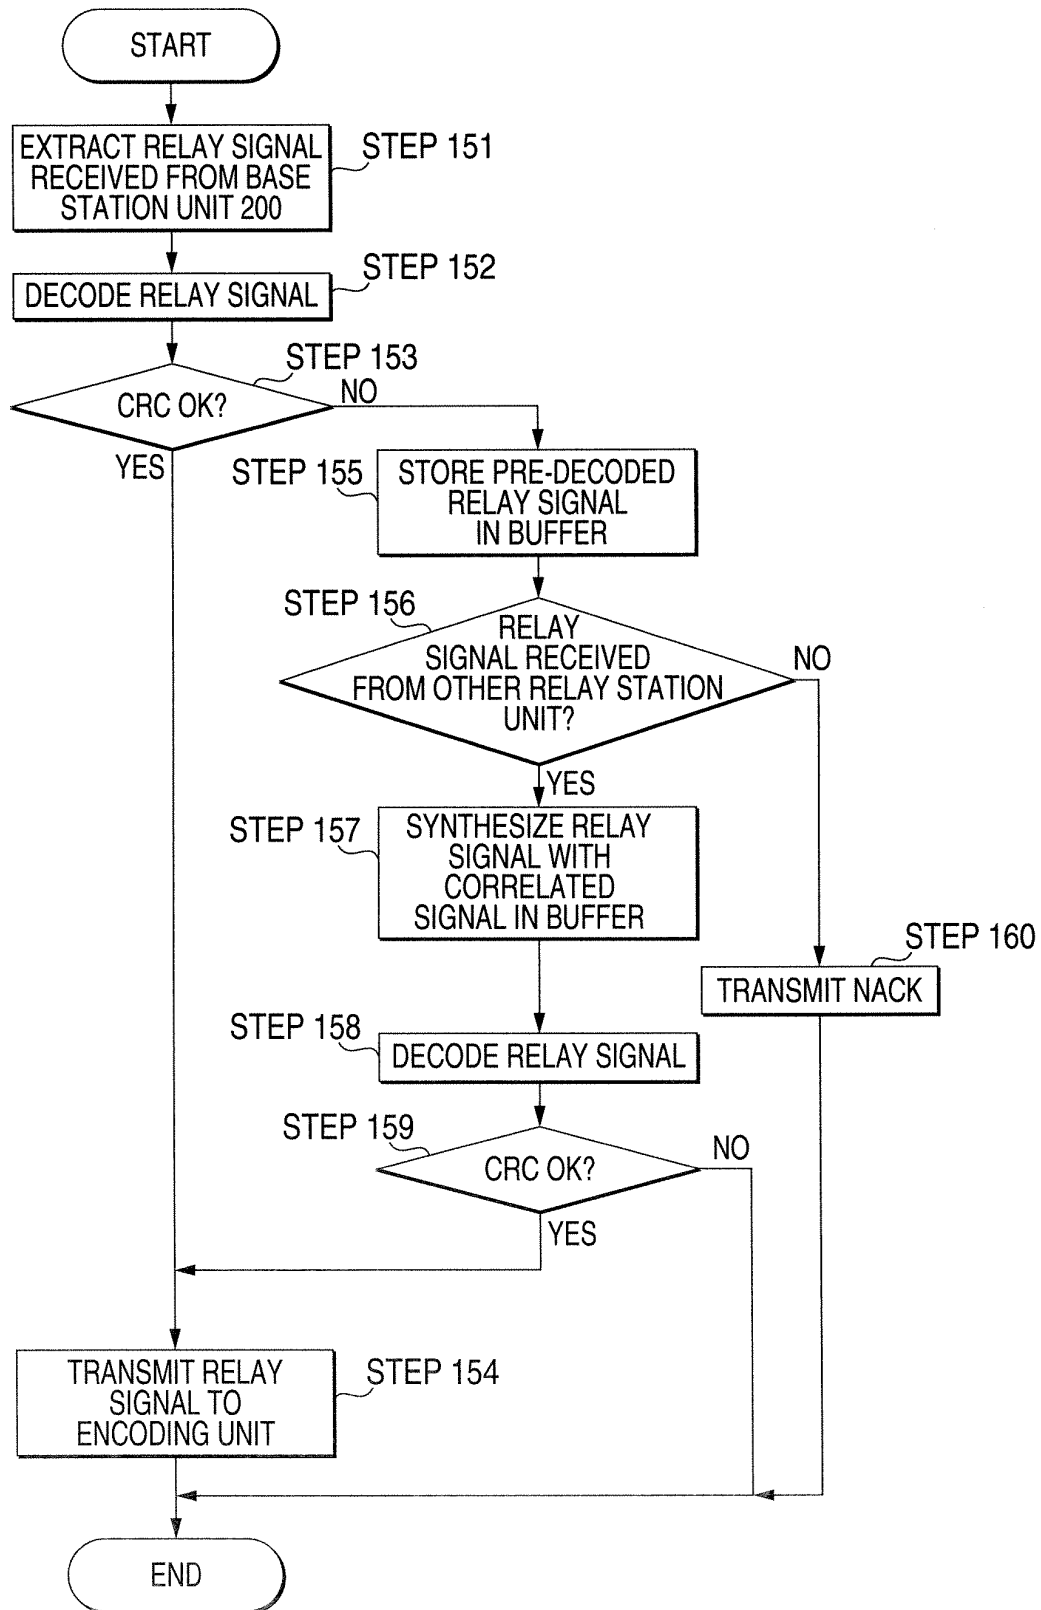 START
EXTRACT RELAY SIGNAL
RECEIVED FROM BASE
STATION UNIT 200
STEP 151
STEP 152
DECODE RELAY SIGNAL
STEP 153
CRC OK?
NO
YES
STEP 155
STORE PRE-DECODED
RELAY SIGNAL
IN BUFFER
STEP 156
RELAY
SIGNAL RECEIVED
FROM OTHER RELAY STATION
UNIT?
NO
YES
STEP 157
SYNTHESIZE RELAY
SIGNAL WITH
CORRELATED
SIGNAL IN BUFFER
STEP 160
TRANSMIT NACK
STEP 158
DECODE RELAY SIGNAL
STEP 159
CRC OK?
NO
YES
TRANSMIT RELAY
SIGNAL TO
ENCODING UNIT
STEP 154
END